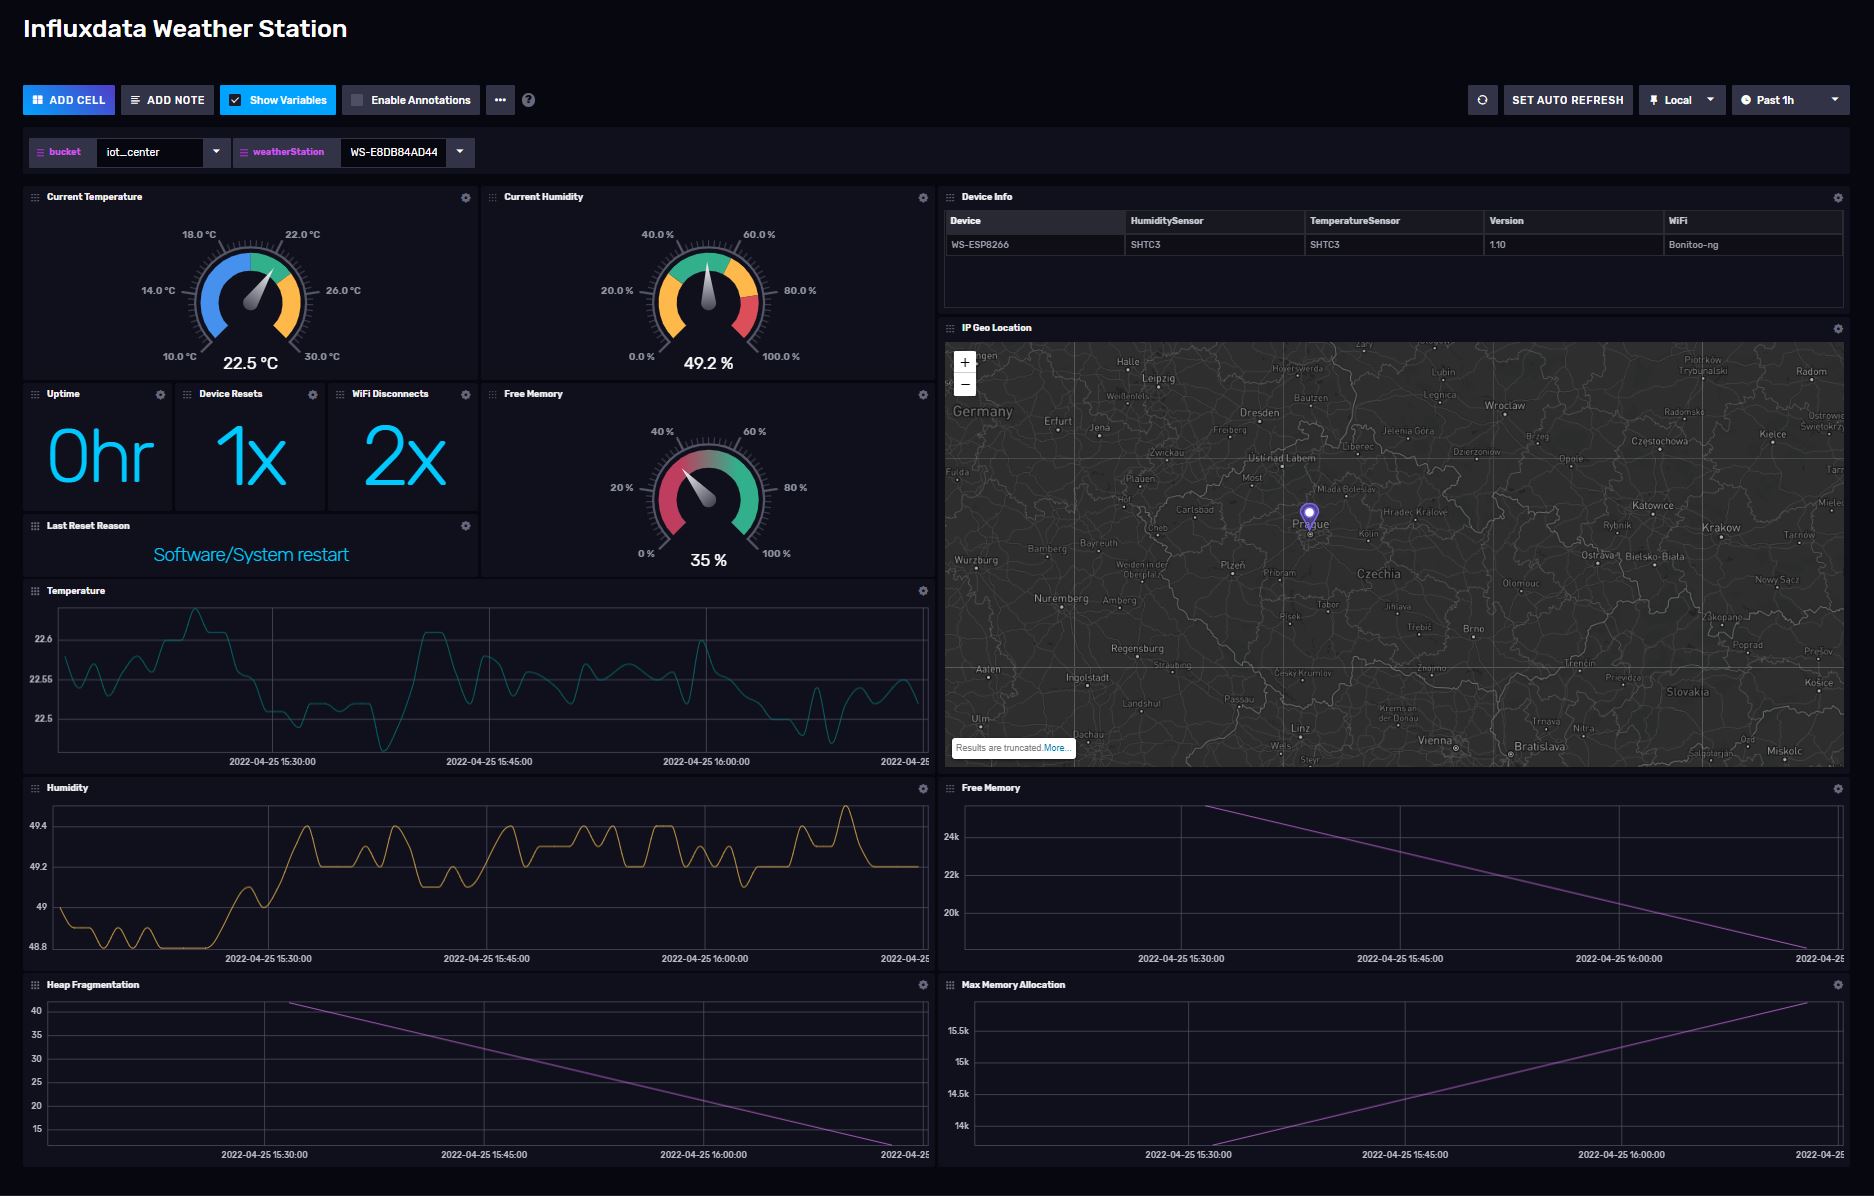 Influxdata Weather Station
ADD CELL
ADD NOTE
Show Variables
Enable Annotations
?
SET AUTO REFRESH
Local
Past 1h
bucket
iot_center
weatherStation
WS-E8DB84AD44
Current Temperature
18.0 °C
22.0 °C
14.0 °C
26.0 °C
10.0 °C
30.0 °C
22.5 °C
Current Humidity
40.0 %
60.0 %
20.0 %
80.0 %
0.0 %
100.0 %
49.2 %
Device Info
Device HumiditySensor TemperatureSensor Version WiFi
WS-ESP8266 SHTC3 SHTC3 1.10 Bonitoo-ng
Uptime
0hr
Device Resets
1x
WiFi Disconnects
2x
Last Reset Reason
Software/System restart
Free Memory
40 %
60 %
20 %
80 %
0 %
100 %
35 %
IP Geo Location
+
−
Halle
Leipzig
Weißenfels
Hoyerswerda
Lubin
Piotrków
Trybunalski
Radom
Germany
Erfurt
Jena
Dresden
Freiberg
Bautzen
Legnica
Wroclaw
Radomsko
Jelenia Góra
Brzeg
Częstochowa
Kielce
Zwickau
Ústí nad Labem
Liberec
Dzierżoniów
Opole
Fulda
Plauen
Hof
Most
Mladá Boleslav
Carlsbad
Cheb
Prague
Hradec Králové
Kolín
Katowice
Rybnik
Krakow
Tarnów
Wurzburg
Bamberg
Bayreuth
Weiden in der
Oberpfalz
Plzeň
Příbram
Czechia
Ostrava
Bielsko-Biała
Olomouc
Nowy Sącz
Nuremberg
Amberg
Tábor
Písek
Jihlava
Třebíč
Brno
Zakopane
Poprad
Prešov
Regensburg
Straubing
Aalen
Ingolstadt
Český Krumlov
Znojmo
Trenčín
Prievidza
Slovakia
Košice
Landshut
Passau
Ulm
Dachau
Linz
Wels
Steyr
Krems an
der Donau
Vienna
Trnava
Nitra
Bratislava
Salgótarján
Ózd
Miskolc
Results are truncated.More...
Temperature
22.6
22.55
22.5
2022-04-25 15:30:00
2022-04-25 15:45:00
2022-04-25 16:00:00
2022-04-25
Humidity
49.4
49.2
49
48.8
2022-04-25 15:30:00
2022-04-25 15:45:00
2022-04-25 16:00:00
2022-04-25
Free Memory
24k
22k
20k
2022-04-25 15:30:00
2022-04-25 15:45:00
2022-04-25 16:00:00
2022-04-25
Heap Fragmentation
40
35
30
25
20
15
2022-04-25 15:30:00
2022-04-25 15:45:00
2022-04-25 16:00:00
2022-04-25
Max Memory Allocation
15.5k
15k
14.5k
14k
2022-04-25 15:30:00
2022-04-25 15:45:00
2022-04-25 16:00:00
2022-04-25